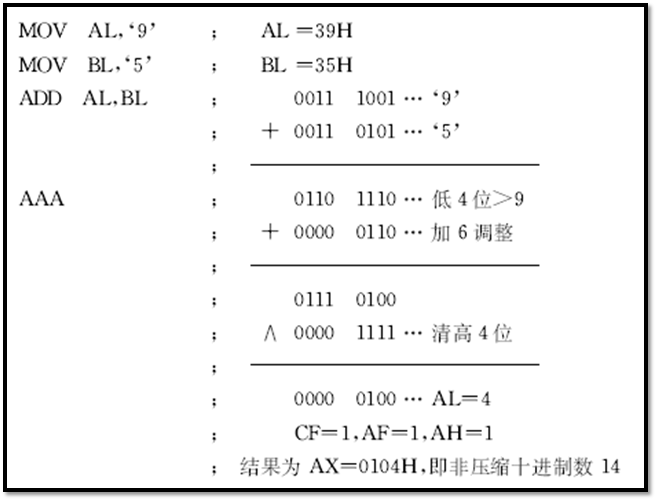 MOV AL,‘9’ ; AL =39H
MOV BL,‘5’ ; BL =35H
ADD AL,BL ; 0011 1001 … ‘9’
; + 0011 0101 … ‘5’
;
AAA ; 0110 1110 … 低 4 位>9
; + 0000 0110 … 加 6 调整
;
; 0111 0100
; ∧ 0000 1111 … 清高 4 位
;
; 0000 0100 … AL=4
; CF=1,AF=1,AH=1
; 结果为 AX=0104H,即非压缩十进制数 14